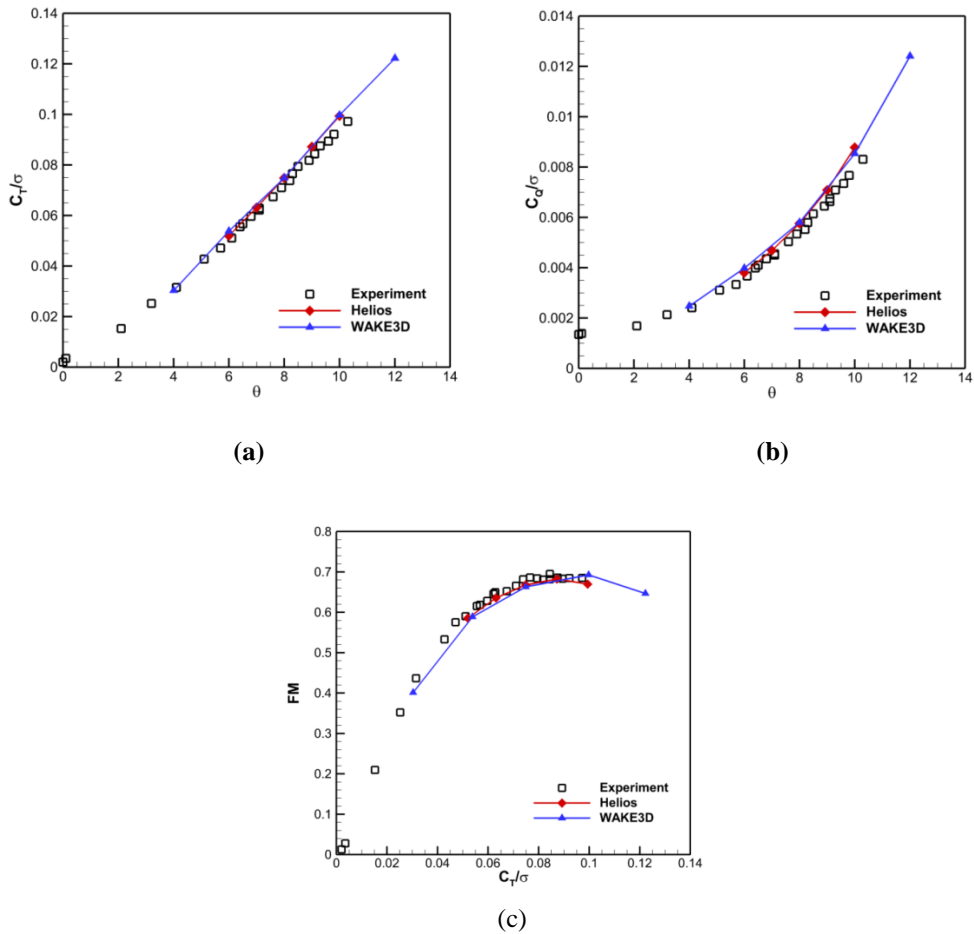 0.14
0.12
0.1
0.08
0.06
0.04
0.02
0
C_T/σ
0 2 4 6 8 10 12 14
θ
Experiment
Helios
WAKE3D
(a)
0.014
0.012
0.01
0.008
0.006
0.004
0.002
0
C_Q/σ
0 2 4 6 8 10 12 14
θ
Experiment
Helios
WAKE3D
(b)
0.8
0.7
0.6
0.5
0.4
0.3
0.2
0.1
0
FM
0 0.02 0.04 0.06 0.08 0.1 0.12 0.14
C_T/σ
Experiment
Helios
WAKE3D
(c)